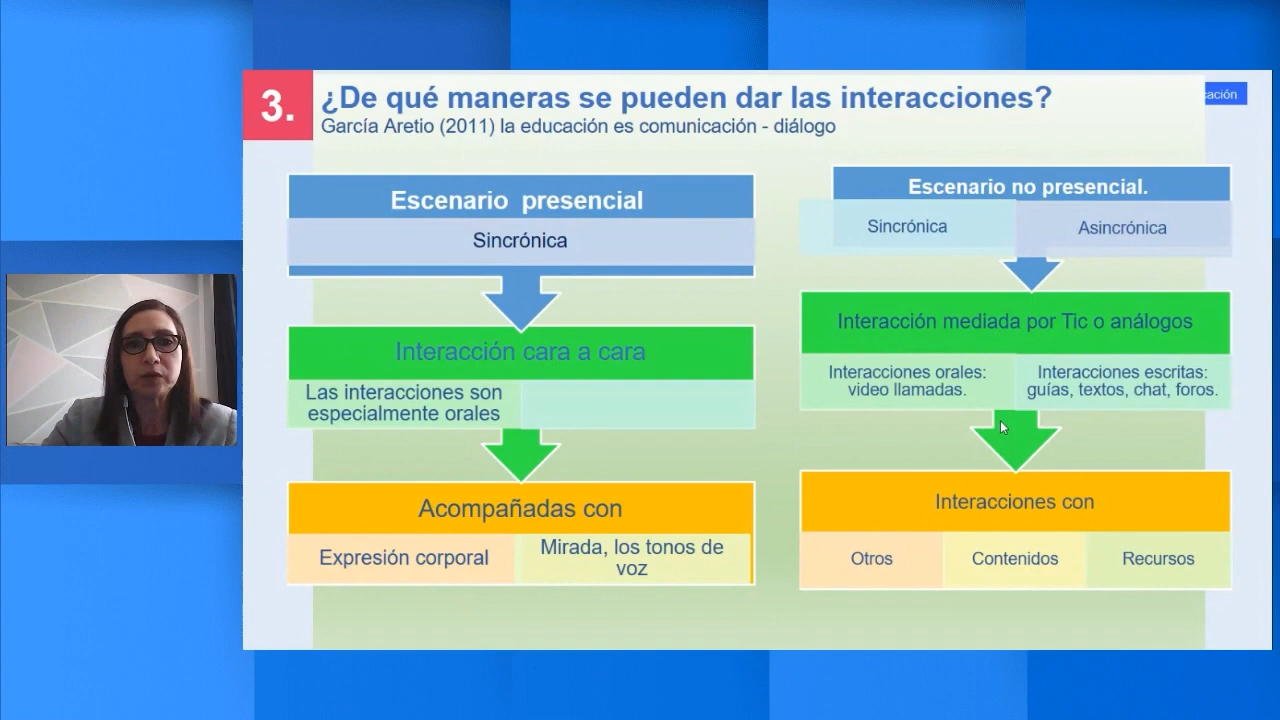 3.
¿De qué maneras se pueden dar las interacciones?
García Aretio (2011) la educación es comunicación - diálogo
Escenario presencial
Sincrónica
Interacción cara a cara
Las interacciones son
especialmente orales
Acompañadas con
Expresión corporal
Mirada, los tonos de
voz
Escenario no presencial.
Sincrónica
Asincrónica
Interacción mediada por Tic o análogos
Interacciones orales:
video llamadas.
Interacciones escritas:
guías, textos, chat, foros.
Interacciones con
Otros
Contenidos
Recursos